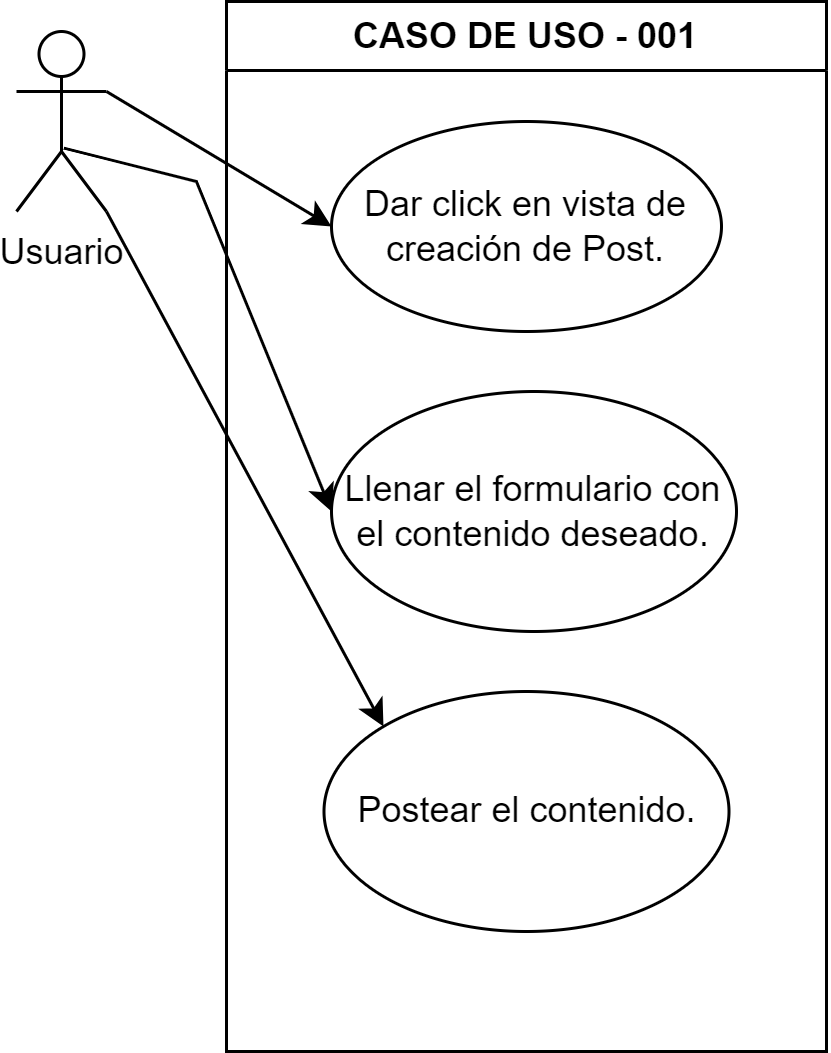 CASO DE USO - 001
Dar click en vista de
creación de Post.
Usuario
Llenar el formulario con
el contenido deseado.
Postear el contenido.